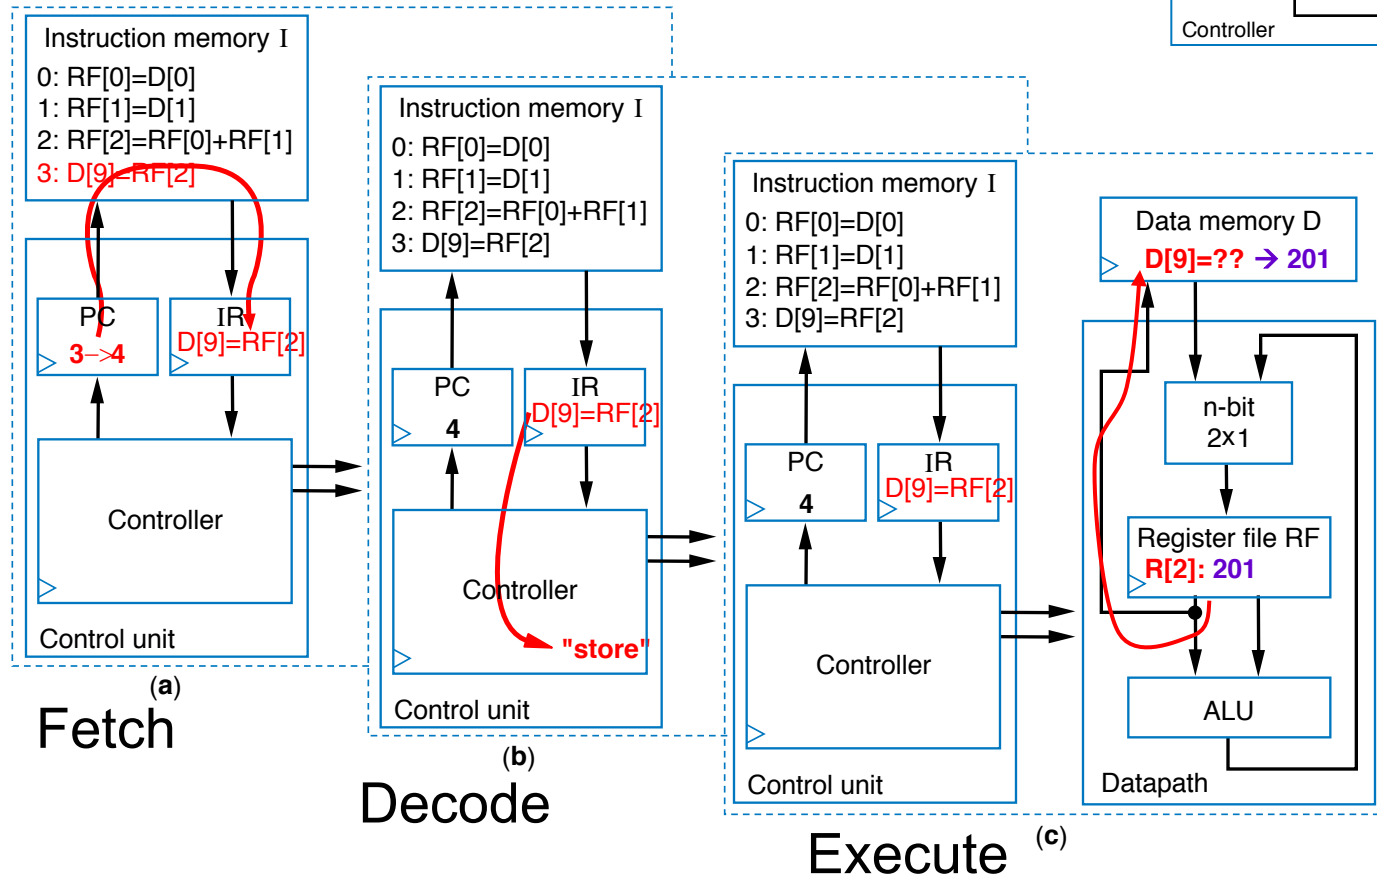 Controller
Instruction memory I
0: RF[0]=D[0]
1: RF[1]=D[1]
2: RF[2]=RF[0]+RF[1]
3: D[9]=RF[2]
PC
3->4
IR
D[9]=RF[2]
Controller
Control unit
(a)
Fetch
Instruction memory I
0: RF[0]=D[0]
1: RF[1]=D[1]
2: RF[2]=RF[0]+RF[1]
3: D[9]=RF[2]
PC
4
IR
D[9]=RF[2]
Controller
"store"
Control unit
(b)
Decode
Instruction memory I
0: RF[0]=D[0]
1: RF[1]=D[1]
2: RF[2]=RF[0]+RF[1]
3: D[9]=RF[2]
PC
4
IR
D[9]=RF[2]
Controller
Control unit
Data memory D
D[9]=?? → 201
n-bit
2x1
Register file RF
R[2]: 201
ALU
Datapath
(c)
Execute